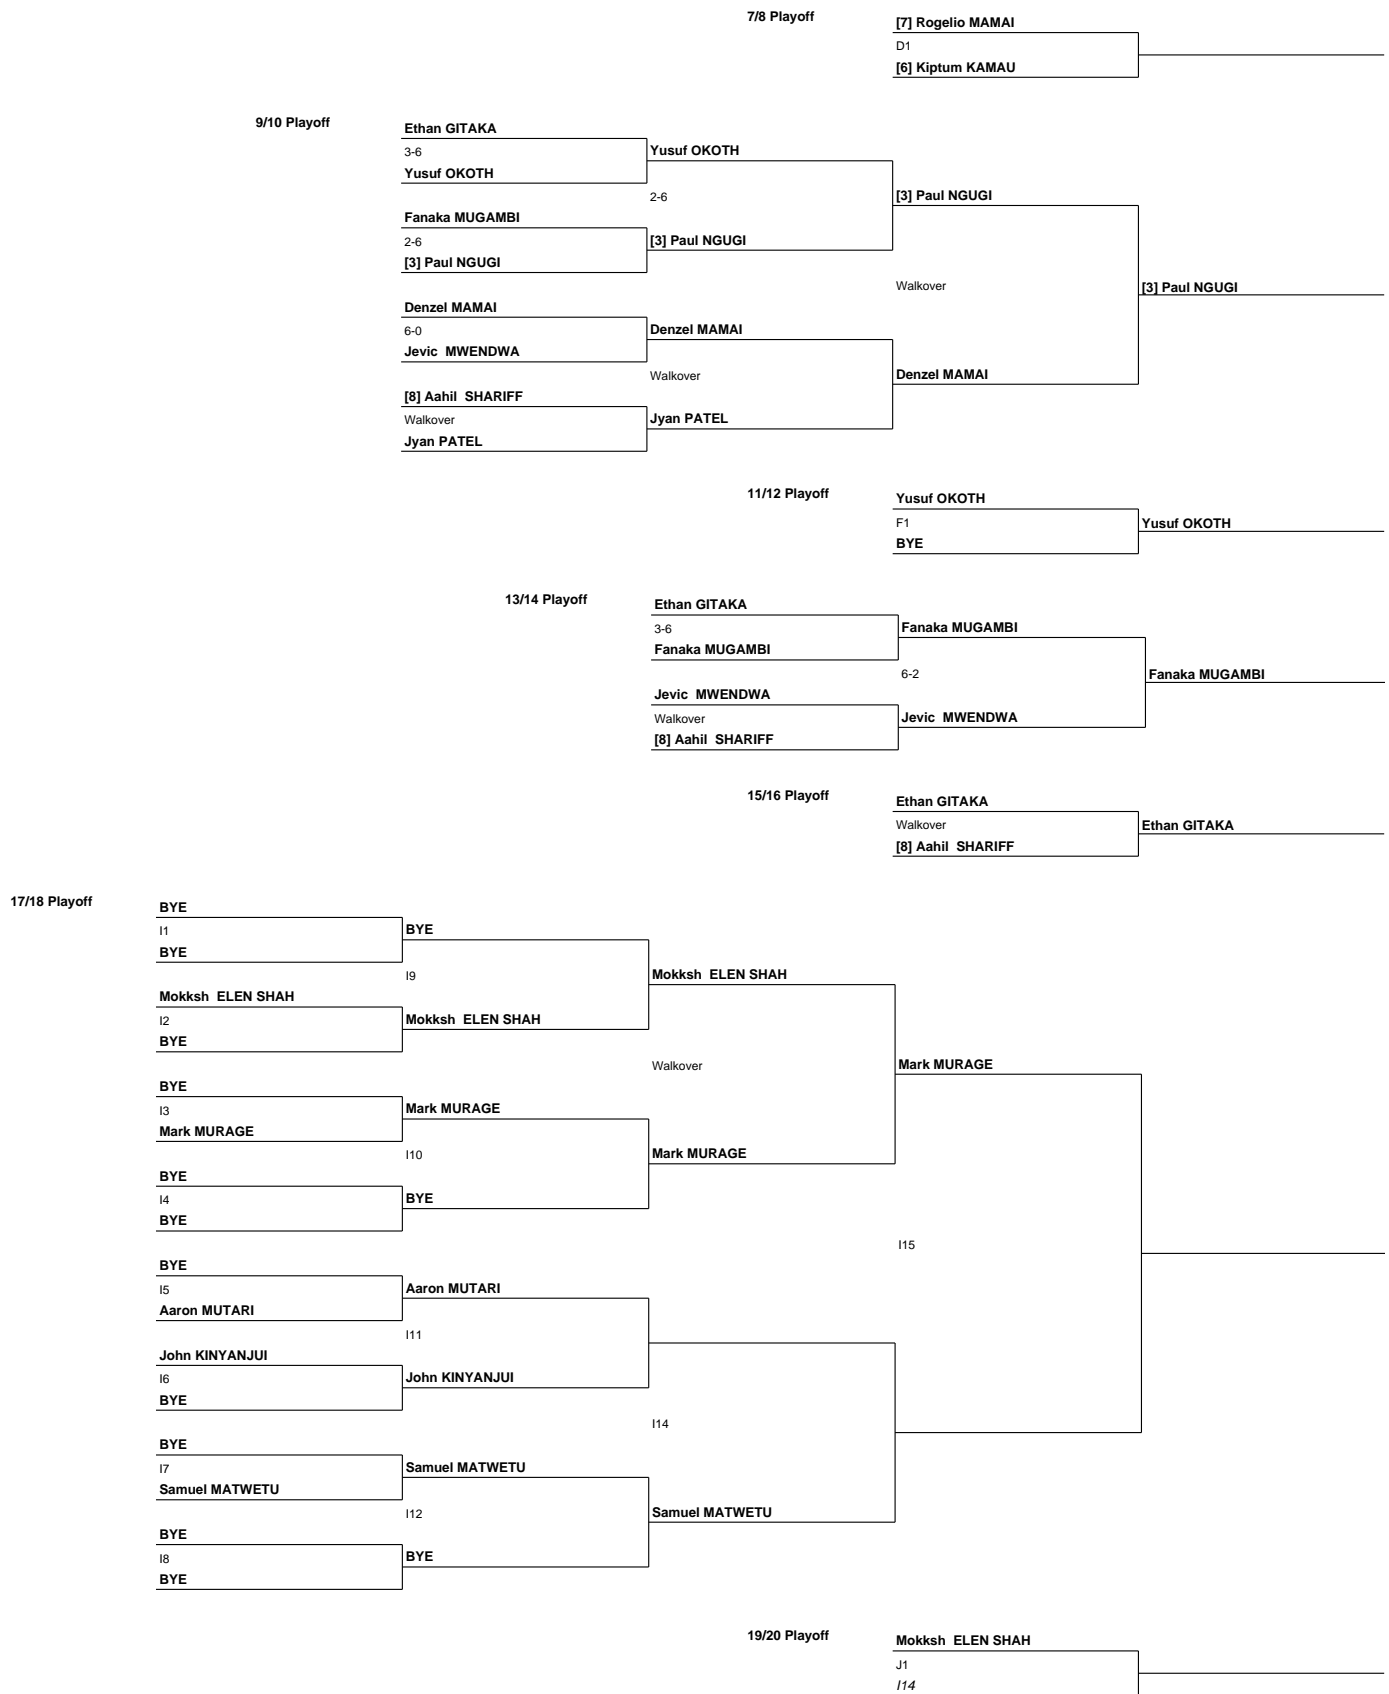 7/8 Playoff
[7] Rogelio MAMAI
D1
[6] Kiptum KAMAU
9/10 Playoff
Ethan GITAKA
3-6
Yusuf OKOTH
Yusuf OKOTH
2-6
[3] Paul NGUGI
Fanaka MUGAMBI
2-6
[3] Paul NGUGI
[3] Paul NGUGI
Walkover
[3] Paul NGUGI
Denzel MAMAI
6-0
Denzel MAMAI
Jevic MWENDWA
Walkover
Denzel MAMAI
[8] Aahil SHARIFF
Walkover
Jyan PATEL
Jyan PATEL
11/12 Playoff
Yusuf OKOTH
F1
Yusuf OKOTH
BYE
13/14 Playoff
Ethan GITAKA
3-6
Fanaka MUGAMBI
Fanaka MUGAMBI
6-2
Fanaka MUGAMBI
Jevic MWENDWA
Walkover
Jevic MWENDWA
[8] Aahil SHARIFF
15/16 Playoff
Ethan GITAKA
Walkover
Ethan GITAKA
[8] Aahil SHARIFF
17/18 Playoff
BYE
I1
BYE
BYE
I9
Mokksh ELEN SHAH
Mokksh ELEN SHAH
I2
Mokksh ELEN SHAH
BYE
Walkover
Mark MURAGE
BYE
I3
Mark MURAGE
Mark MURAGE
I10
Mark MURAGE
BYE
I4
BYE
BYE
I15
BYE
I5
Aaron MUTARI
Aaron MUTARI
I11
John KINYANJUI
I6
John KINYANJUI
BYE
I14
BYE
I7
Samuel MATWETU
Samuel MATWETU
I12
Samuel MATWETU
BYE
I8
BYE
BYE
19/20 Playoff
Mokksh ELEN SHAH
J1
I14